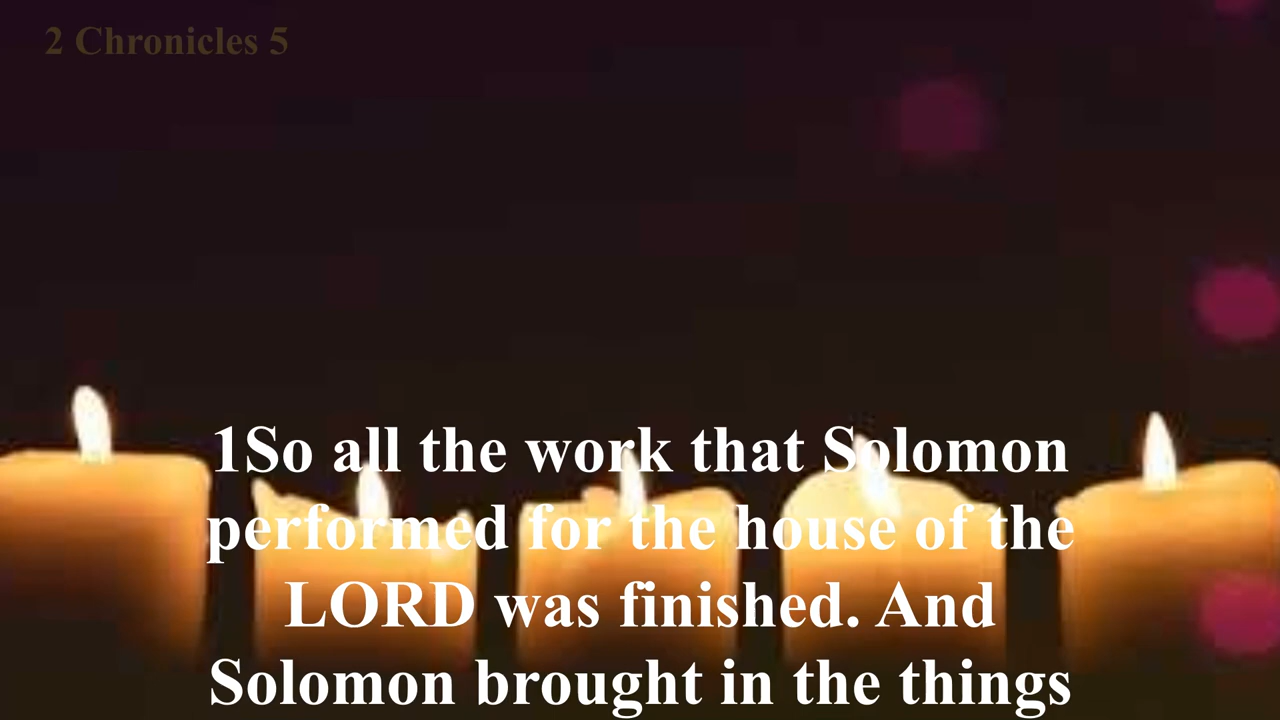 2 Chronicles 5
1So all the work that Solomon
performed for the house of the
LORD was finished. And
Solomon brought in the things